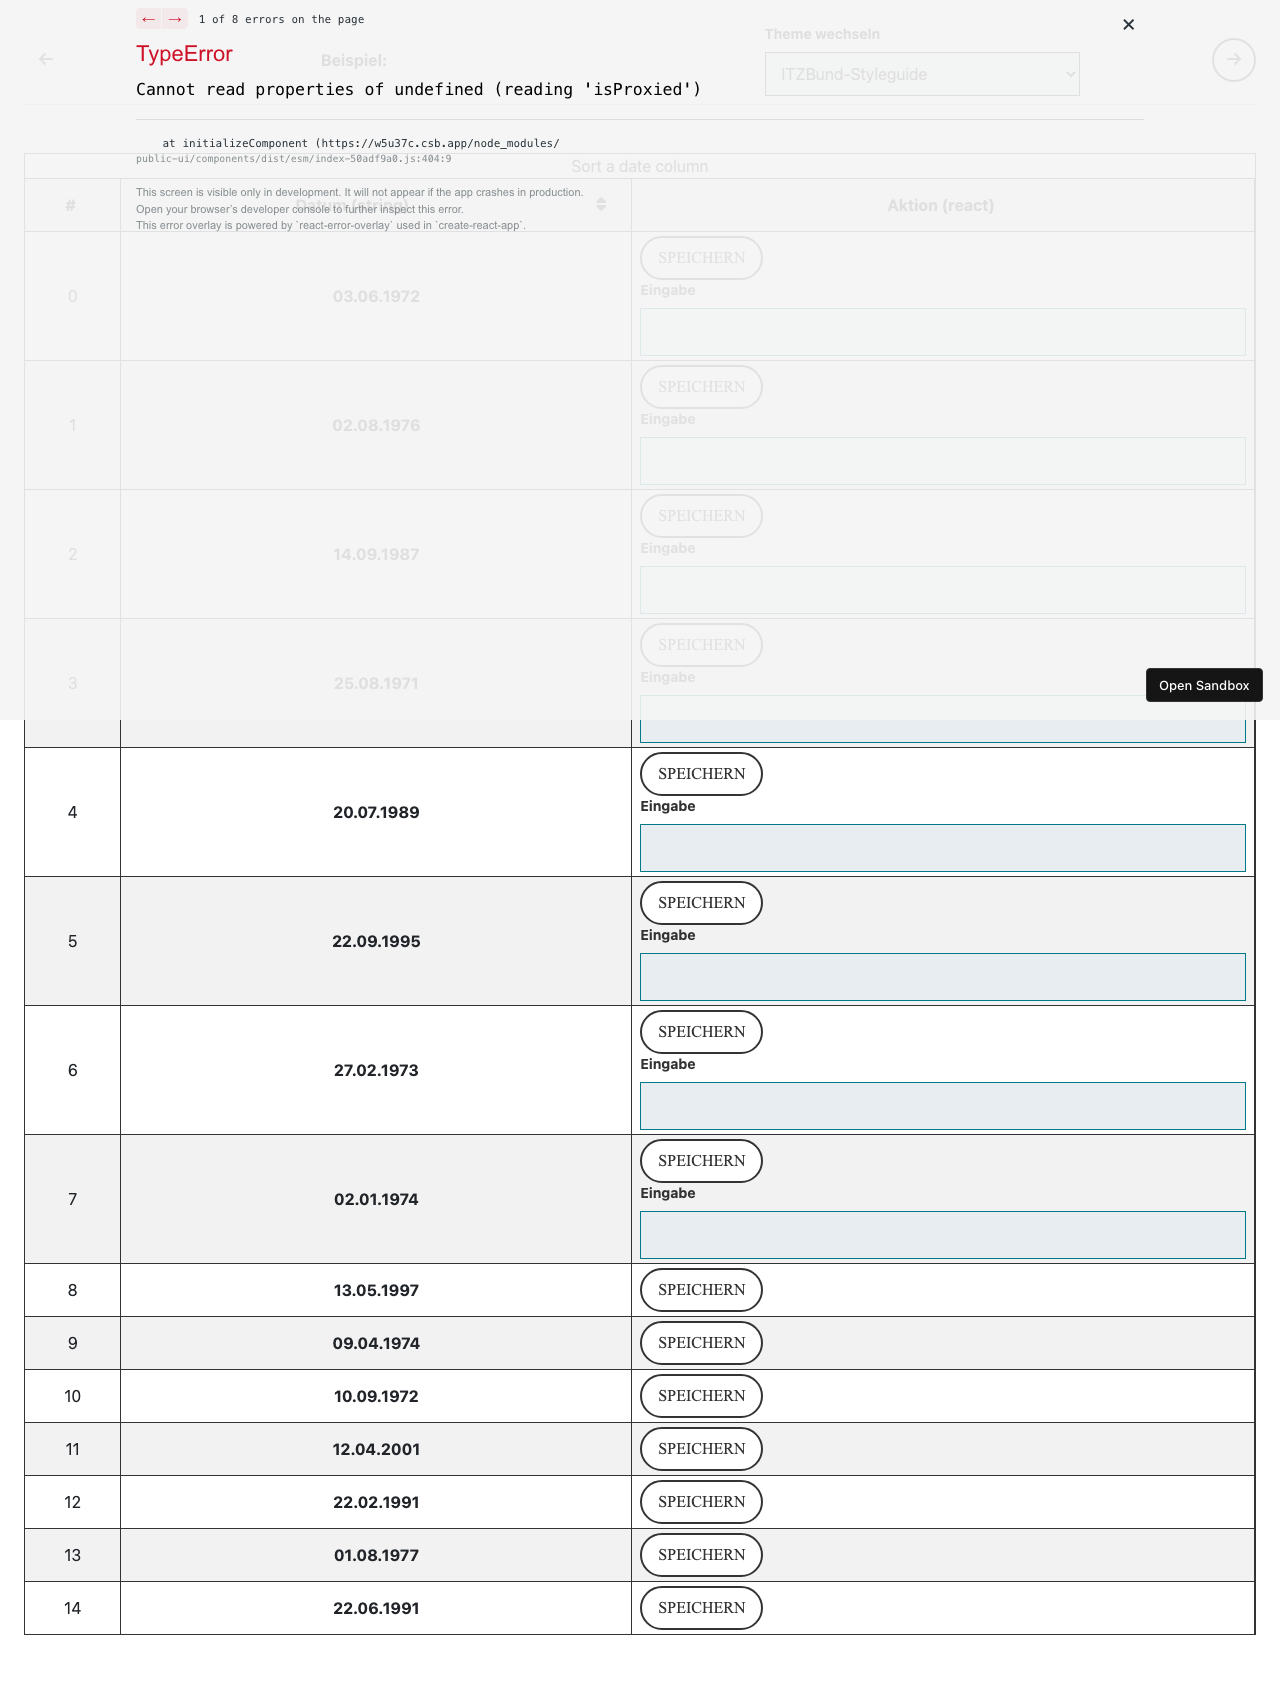 ← → 1 of 8 errors on the page
×
TypeError
Cannot read properties of undefined (reading 'isProxied')
Beispiel:
Theme wechseln
ITZBund-Styleguide
at initializeComponent (https://w5u37c.csb.app/node_modules/
public-ui/components/dist/esm/index-50adf9a0.js:404:9
This screen is visible only in development. It will not appear if the app crashes in production.
Open your browser's developer console to further inspect this error.
This error overlay is powered by `react-error-overlay` used in `create-react-app`.
Sort a date column
# Datum (string) Aktion (react)
0 03.06.1972 SPEICHERN
Eingabe
1 02.08.1976 SPEICHERN
Eingabe
2 14.09.1987 SPEICHERN
Eingabe
3 25.08.1971 SPEICHERN
Eingabe
Open Sandbox
4 20.07.1989 SPEICHERN
Eingabe
5 22.09.1995 SPEICHERN
Eingabe
6 27.02.1973 SPEICHERN
Eingabe
7 02.01.1974 SPEICHERN
Eingabe
8 13.05.1997 SPEICHERN
9 09.04.1974 SPEICHERN
10 10.09.1972 SPEICHERN
11 12.04.2001 SPEICHERN
12 22.02.1991 SPEICHERN
13 01.08.1977 SPEICHERN
14 22.06.1991 SPEICHERN